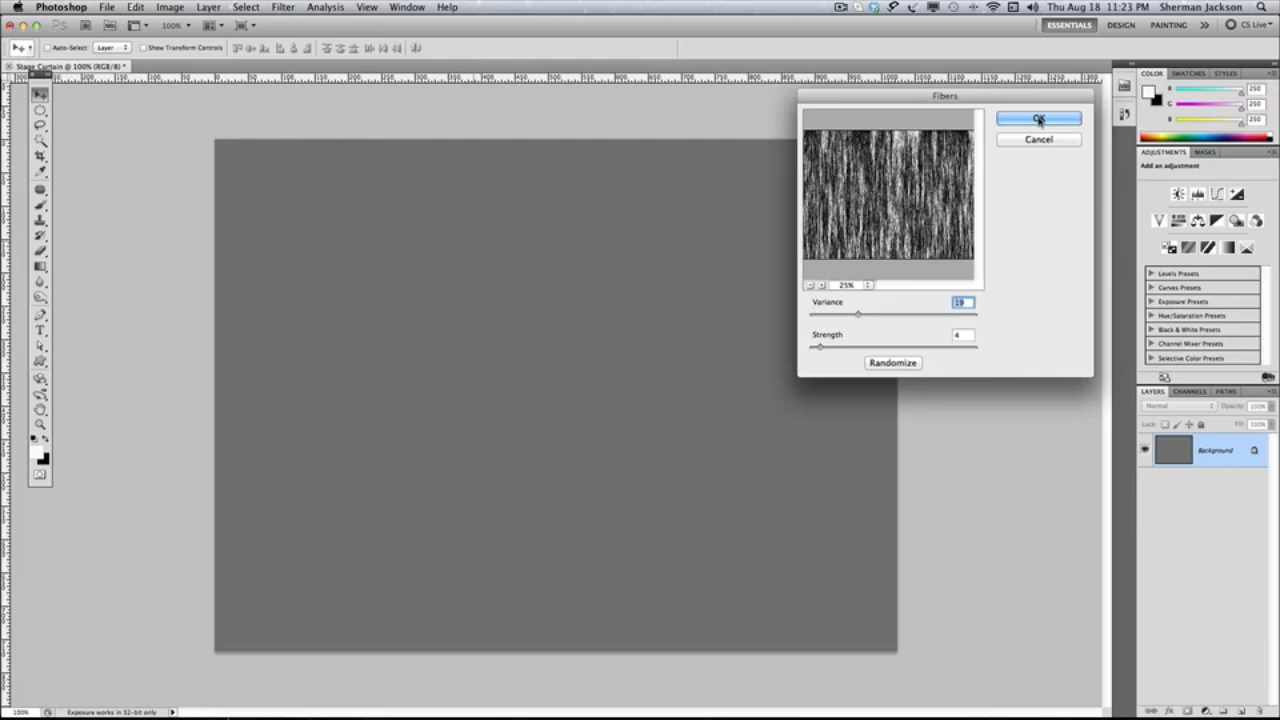 Photoshop File Edit Image Layer Select Filter Analysis View Window Help Thu Aug 18 11:23 PM Sherman Jackson
Ps Br Mb 100% ESSENTIALS DESIGN PAINTING >> CS Live
Auto-Select: Layer Show Transform Controls
Stage Curtain @ 100% (RGB/8) *
Fibers
OK
Cancel
25%
Variance 19
Strength 4
Randomize
COLOR SWATCHES STYLES
R 250
G 250
B 250
ADJUSTMENTS MASKS
Add an adjustment
Levels Presets
Curves Presets
Exposure Presets
Hue/Saturation Presets
Black & White Presets
Channel Mixer Presets
Selective Color Presets
LAYERS CHANNELS PATHS
Normal Opacity: 100%
Lock: Fill: 100%
Background
100% Exposure works in 32-bit only